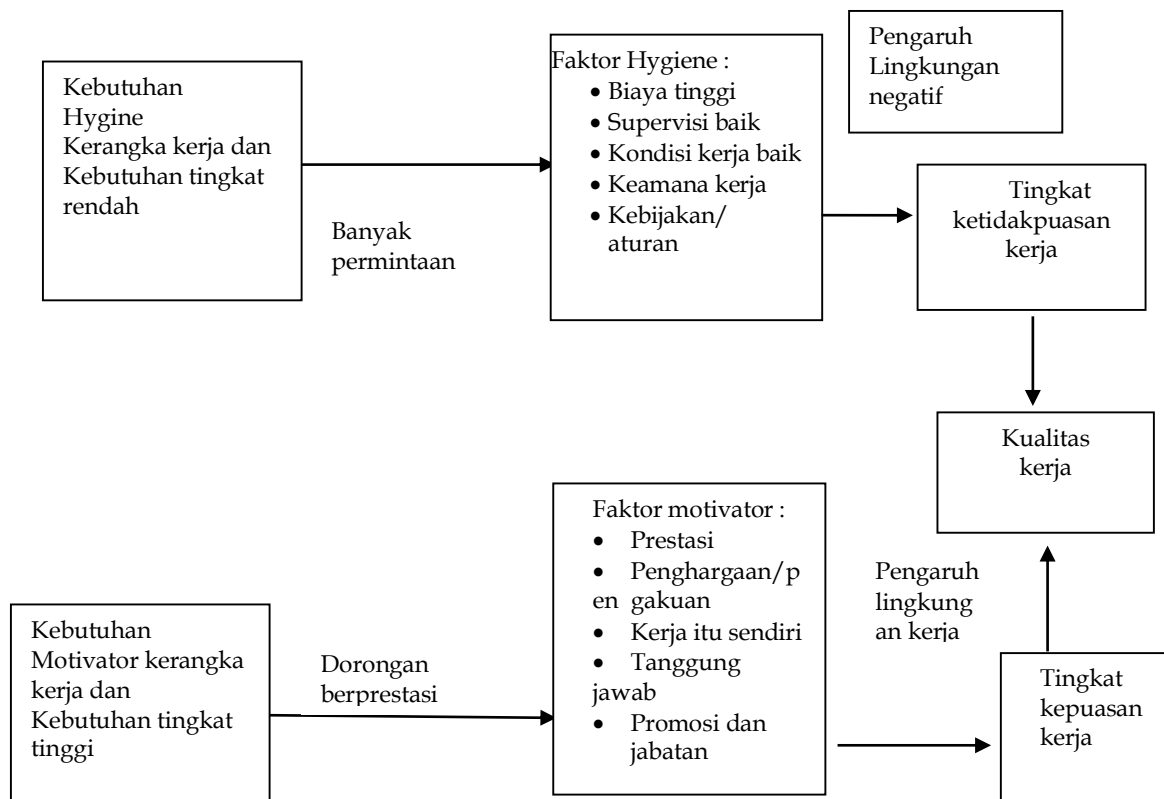 Kebutuhan
Hygine
Kerangka kerja dan
Kebutuhan tingkat
rendah
Banyak
permintaan
Faktor Hygiene :
• Biaya tinggi
• Supervisi baik
• Kondisi kerja baik
• Keamana kerja
• Kebijakan/
aturan
Pengaruh
Lingkungan
negatif
Tingkat
ketidakpuasan
kerja
Kualitas
kerja
Kebutuhan
Motivator kerangka
kerja dan
Kebutuhan tingkat
tinggi
Dorongan
berprestasi
Faktor motivator :
• Prestasi
• Penghargaan/p
en gakuan
• Kerja itu sendiri
• Tanggung
jawab
• Promosi dan
jabatan
Pengaruh
lingkung
an kerja
Tingkat
kepuasan
kerja